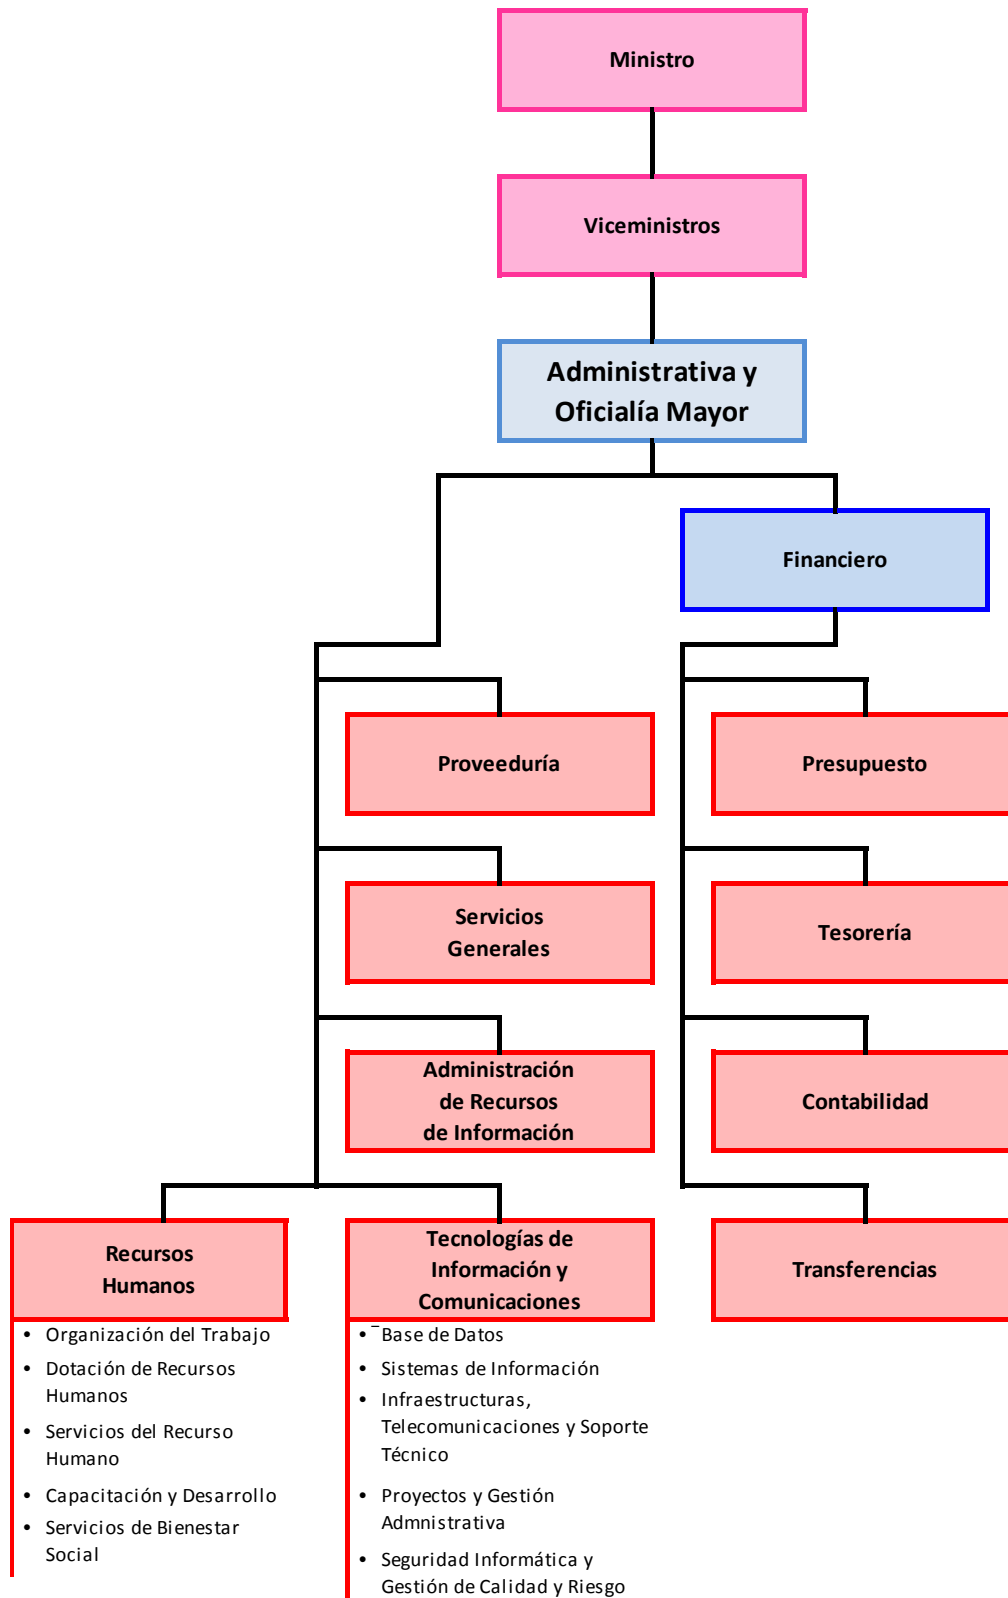 Ministro
Viceministros
Administrativa y
Oficialía Mayor
Financiero
Proveeduría
Presupuesto
Servicios
Generales
Tesorería
Administración
de Recursos
de Información
Contabilidad
Recursos
Humanos
Tecnologías de
Información y
Comunicaciones
Transferencias
• Organización del Trabajo
• Dotación de Recursos
Humanos
• Servicios del Recurso
Humano
• Capacitación y Desarrollo
• Servicios de Bienestar
Social
• Base de Datos
• Sistemas de Información
• Infraestructuras,
Telecomunicaciones y Soporte
Técnico
• Proyectos y Gestión
Admnistrativa
• Seguridad Informática y
Gestión de Calidad y Riesgo